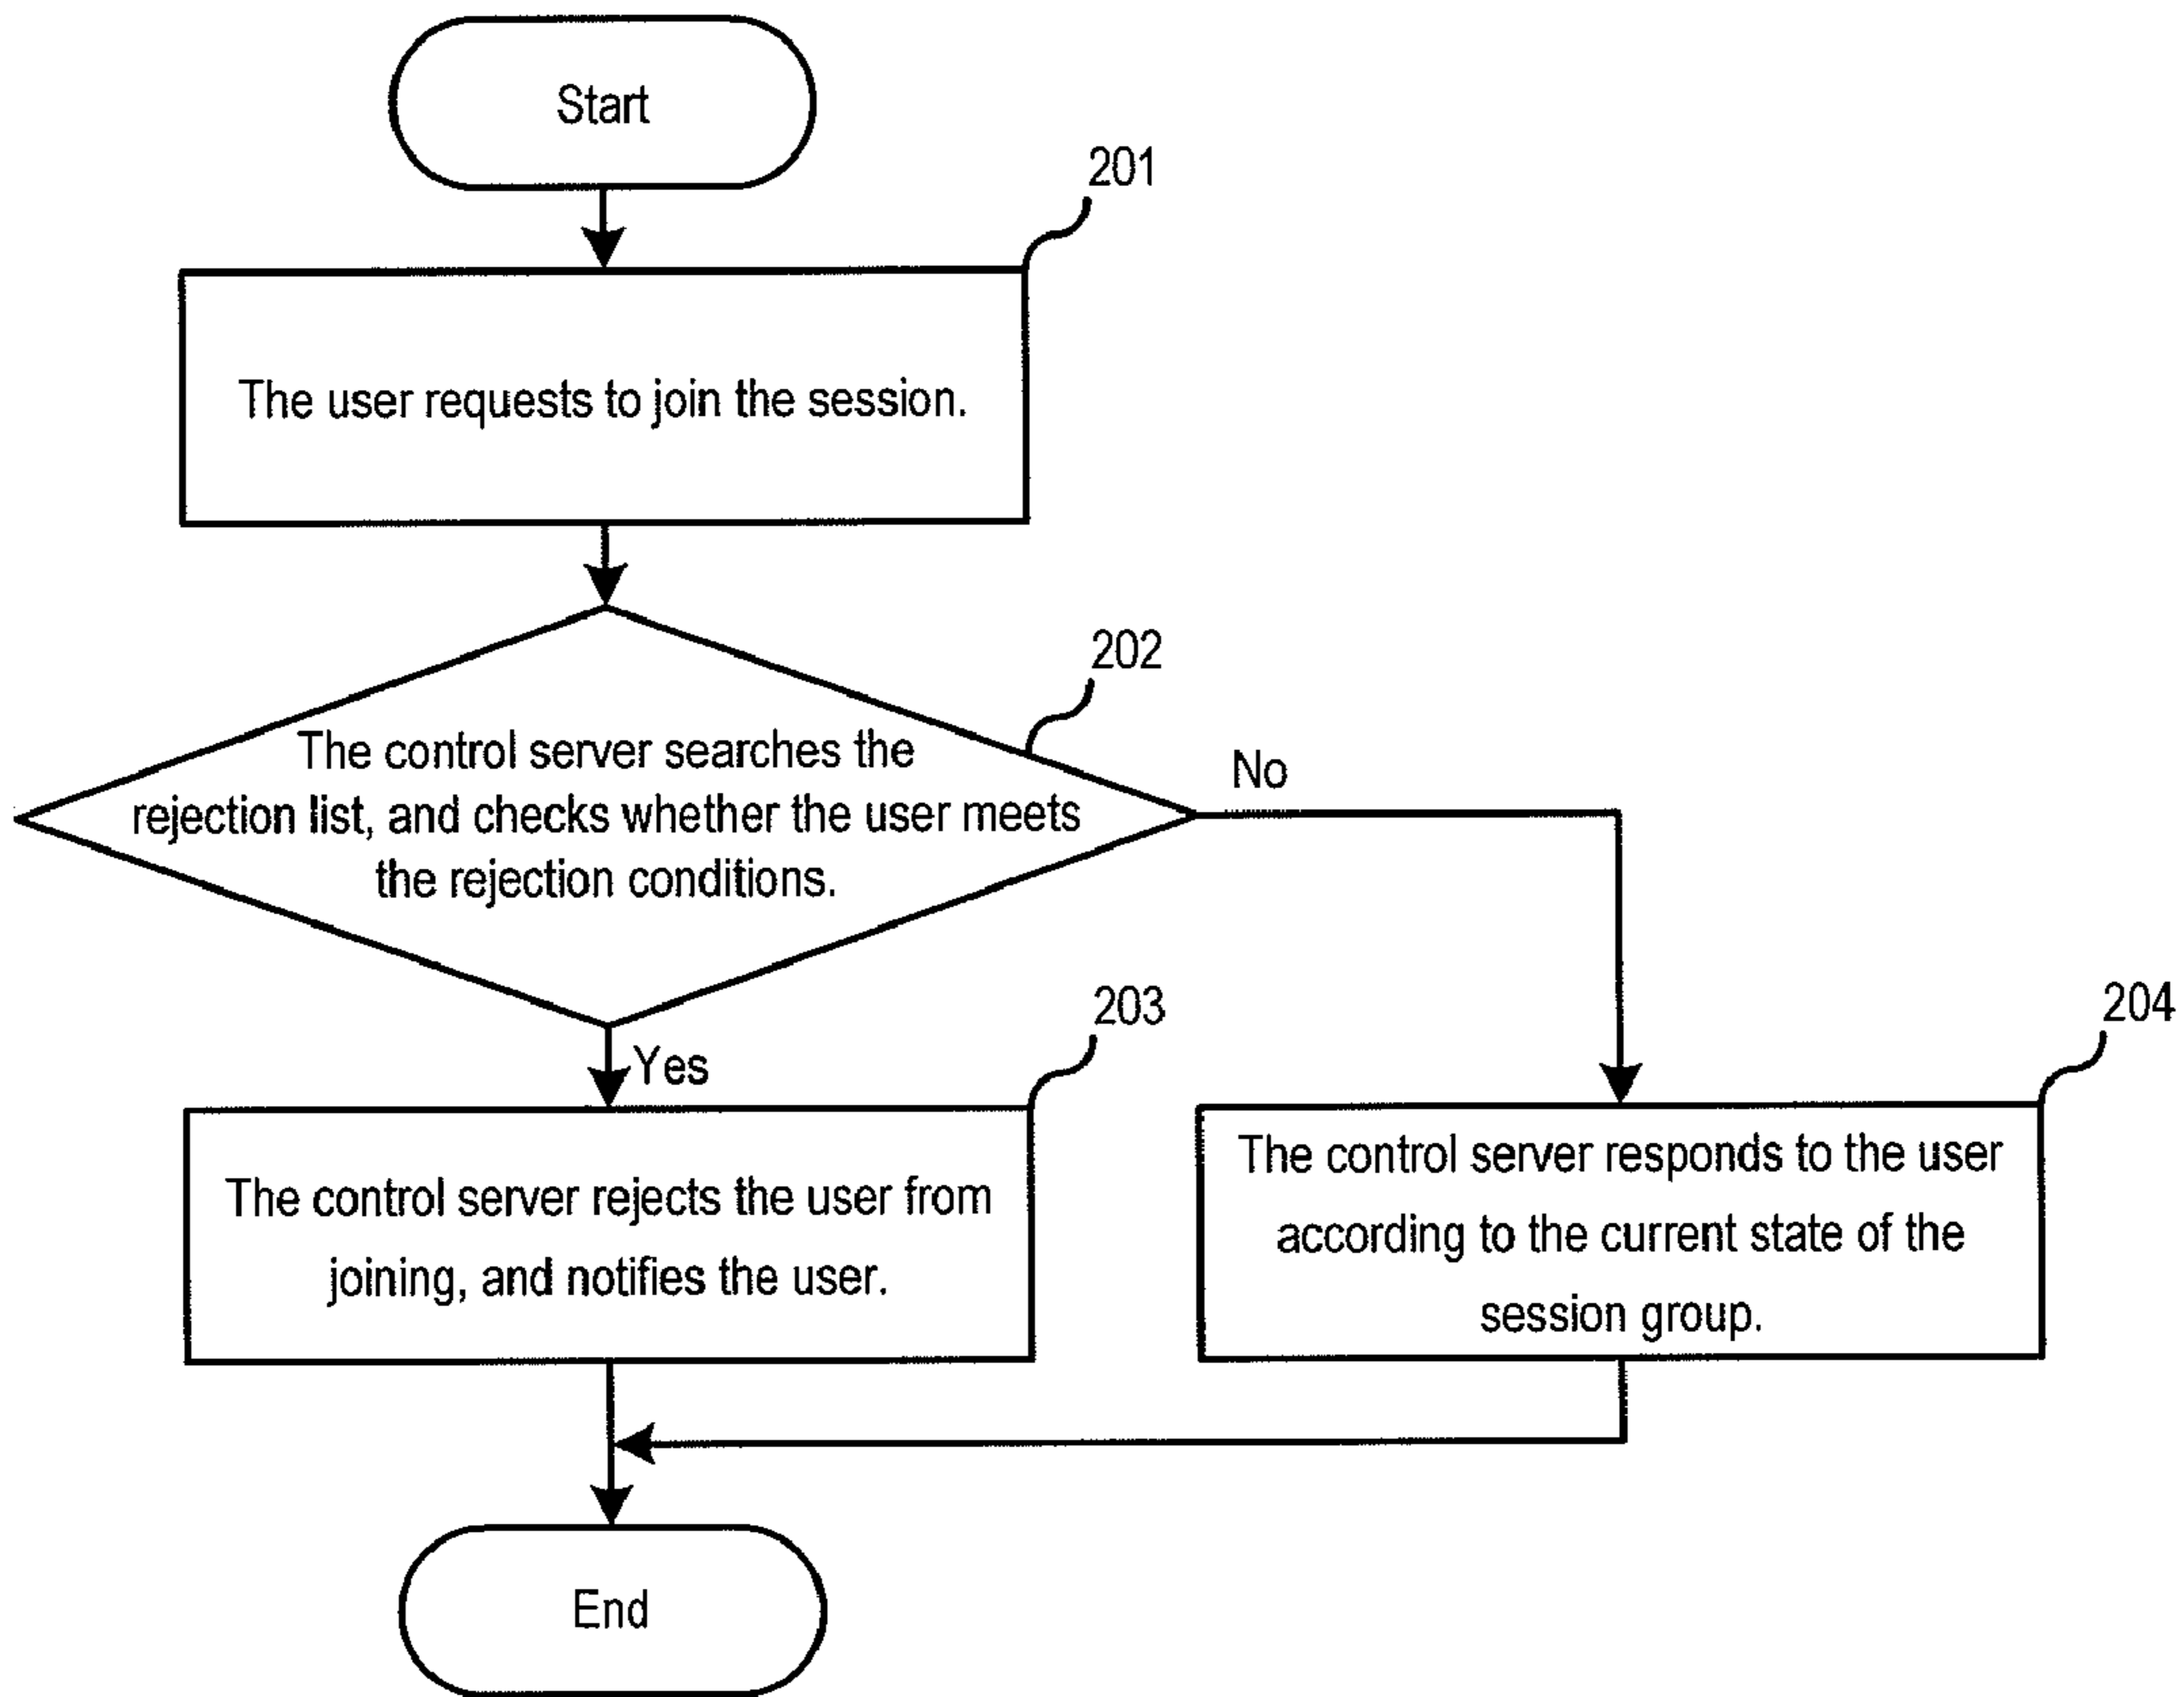 Start
201
The user requests to join the session.
202
The control server searches the
rejection list, and checks whether the user meets
the rejection conditions.
No
Yes
203
The control server rejects the user from
joining, and notifies the user.
204
The control server responds to the user
according to the current state of the
session group.
End